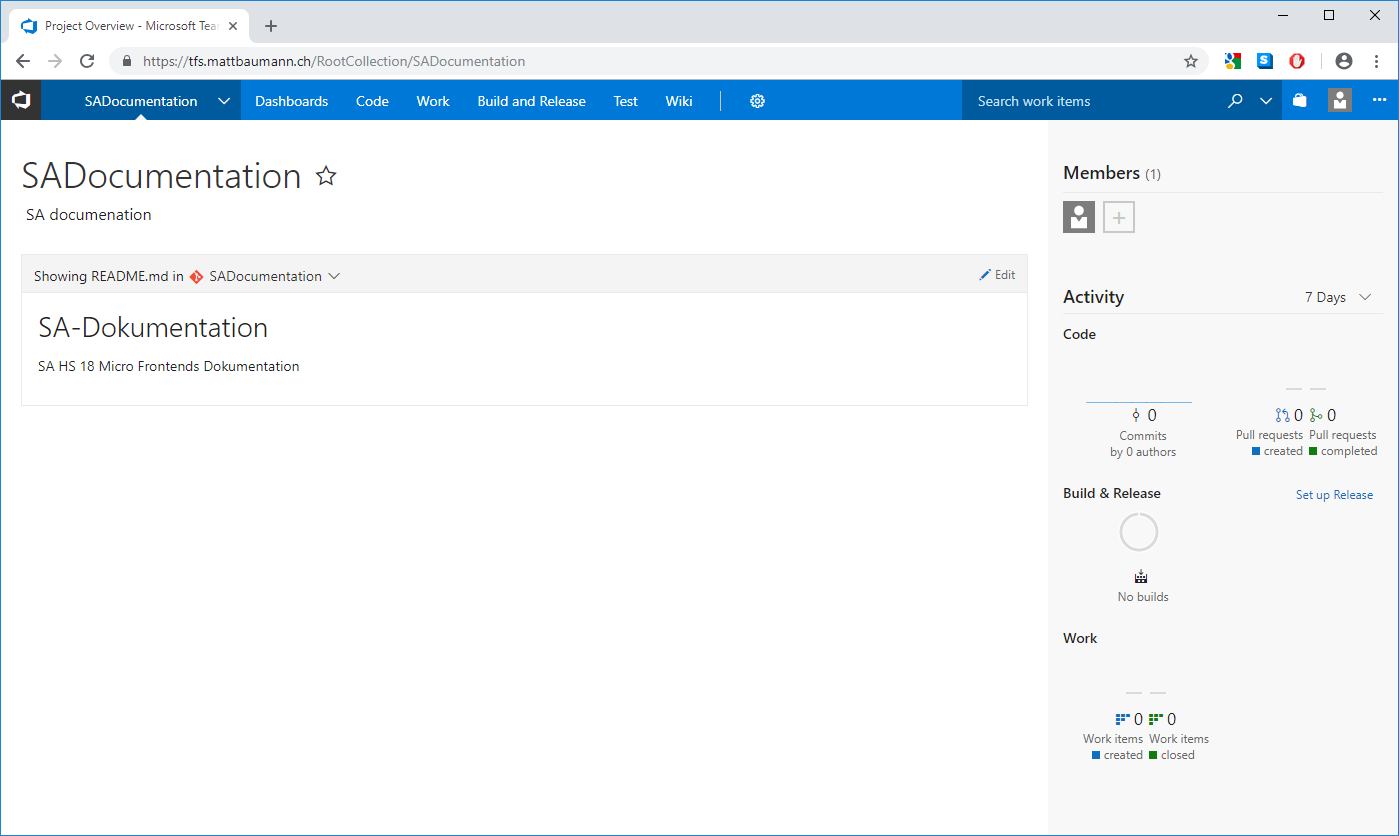 Project Overview - Microsoft Tea
https://tfs.mattbaumann.ch/RootCollection/SADocumentation
SADocumentation Dashboards Code Work Build and Release Test Wiki Search work items
SADocumentation
SA documenation
Showing README.md in SADocumentation
Edit
SA-Dokumentation
SA HS 18 Micro Frontends Dokumentation
Members (1)
Activity
7 Days
Code
0
Commits
by 0 authors
0 0
Pull requests Pull requests
created completed
Build & Release
Set up Release
No builds
Work
0 0
Work items Work items
created closed